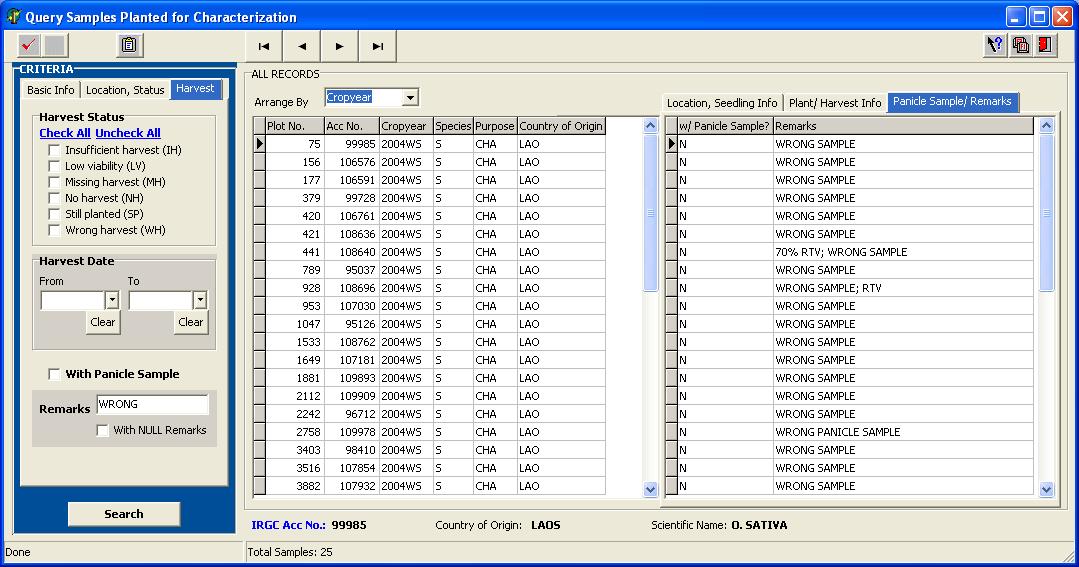 Query Samples Planted for Characterization
CRITERIA
Basic Info Location, Status Harvest
Harvest Status
Check All Uncheck All
Insufficient harvest (IH)
Low viability (LV)
Missing harvest (MH)
No harvest (NH)
Still planted (SP)
Wrong harvest (WH)
Harvest Date
From To
Clear Clear
With Panicle Sample
Remarks WRONG
With NULL Remarks
Search
ALL RECORDS
Arrange By Cropyear
Location, Seedling Info Plant/ Harvest Info Panicle Sample/ Remarks
Plot No. Acc No. Cropyear Species Purpose Country of Origin w/ Panicle Sample? Remarks
75 99985 2004WS S CHA LAO N WRONG SAMPLE
156 106576 2004WS S CHA LAO N WRONG SAMPLE
177 106591 2004WS S CHA LAO N WRONG SAMPLE
379 99728 2004WS S CHA LAO N WRONG SAMPLE
420 106761 2004WS S CHA LAO N WRONG SAMPLE
421 108636 2004WS S CHA LAO N WRONG SAMPLE
441 108640 2004WS S CHA LAO N 70% RTV; WRONG SAMPLE
789 95037 2004WS S CHA LAO N WRONG SAMPLE
928 108696 2004WS S CHA LAO N WRONG SAMPLE; RTV
953 107030 2004WS S CHA LAO N WRONG SAMPLE
1047 95126 2004WS S CHA LAO N WRONG SAMPLE
1533 108762 2004WS S CHA LAO N WRONG SAMPLE
1649 107181 2004WS S CHA LAO N WRONG SAMPLE
1881 109893 2004WS S CHA LAO N WRONG SAMPLE
2112 109909 2004WS S CHA LAO N WRONG SAMPLE
2242 96712 2004WS S CHA LAO N WRONG SAMPLE
2758 109978 2004WS S CHA LAO N WRONG PANICLE SAMPLE
3403 98410 2004WS S CHA LAO N WRONG SAMPLE
3516 107854 2004WS S CHA LAO N WRONG SAMPLE
3882 107932 2004WS S CHA LAO N WRONG SAMPLE
IRGC Acc No.: 99985 Country of Origin: LAOS Scientific Name: O. SATIVA
Done Total Samples: 25